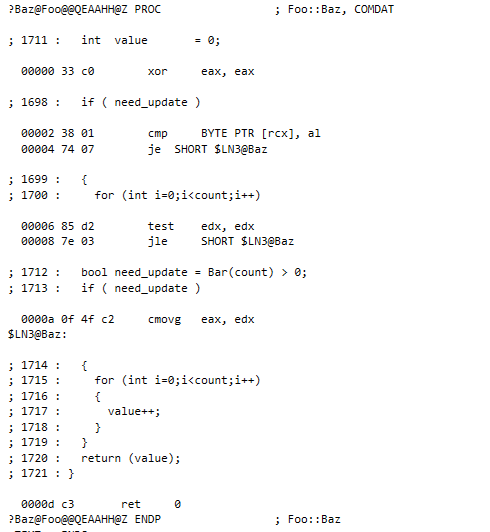 ?Baz@Foo@@QEAAHH@Z PROC ; Foo::Baz, COMDAT
; 1711 : int value = 0;
00000 33 c0 xor eax, eax
; 1698 : if ( need_update )
00002 38 01 cmp BYTE PTR [rcx], al
00004 74 07 je SHORT $LN3@Baz
; 1699 : {
; 1700 : for (int i=0;i<count;i++)
00006 85 d2 test edx, edx
00008 7e 03 jle SHORT $LN3@Baz
; 1712 : bool need_update = Bar(count) > 0;
; 1713 : if ( need_update )
0000a 0f 4f c2 cmovg eax, edx
$LN3@Baz:
; 1714 : {
; 1715 : for (int i=0;i<count;i++)
; 1716 : {
; 1717 : value++;
; 1718 : }
; 1719 : }
; 1720 : return (value);
; 1721 : }
0000d c3 ret 0
?Baz@Foo@@QEAAHH@Z ENDP ; Foo::Baz